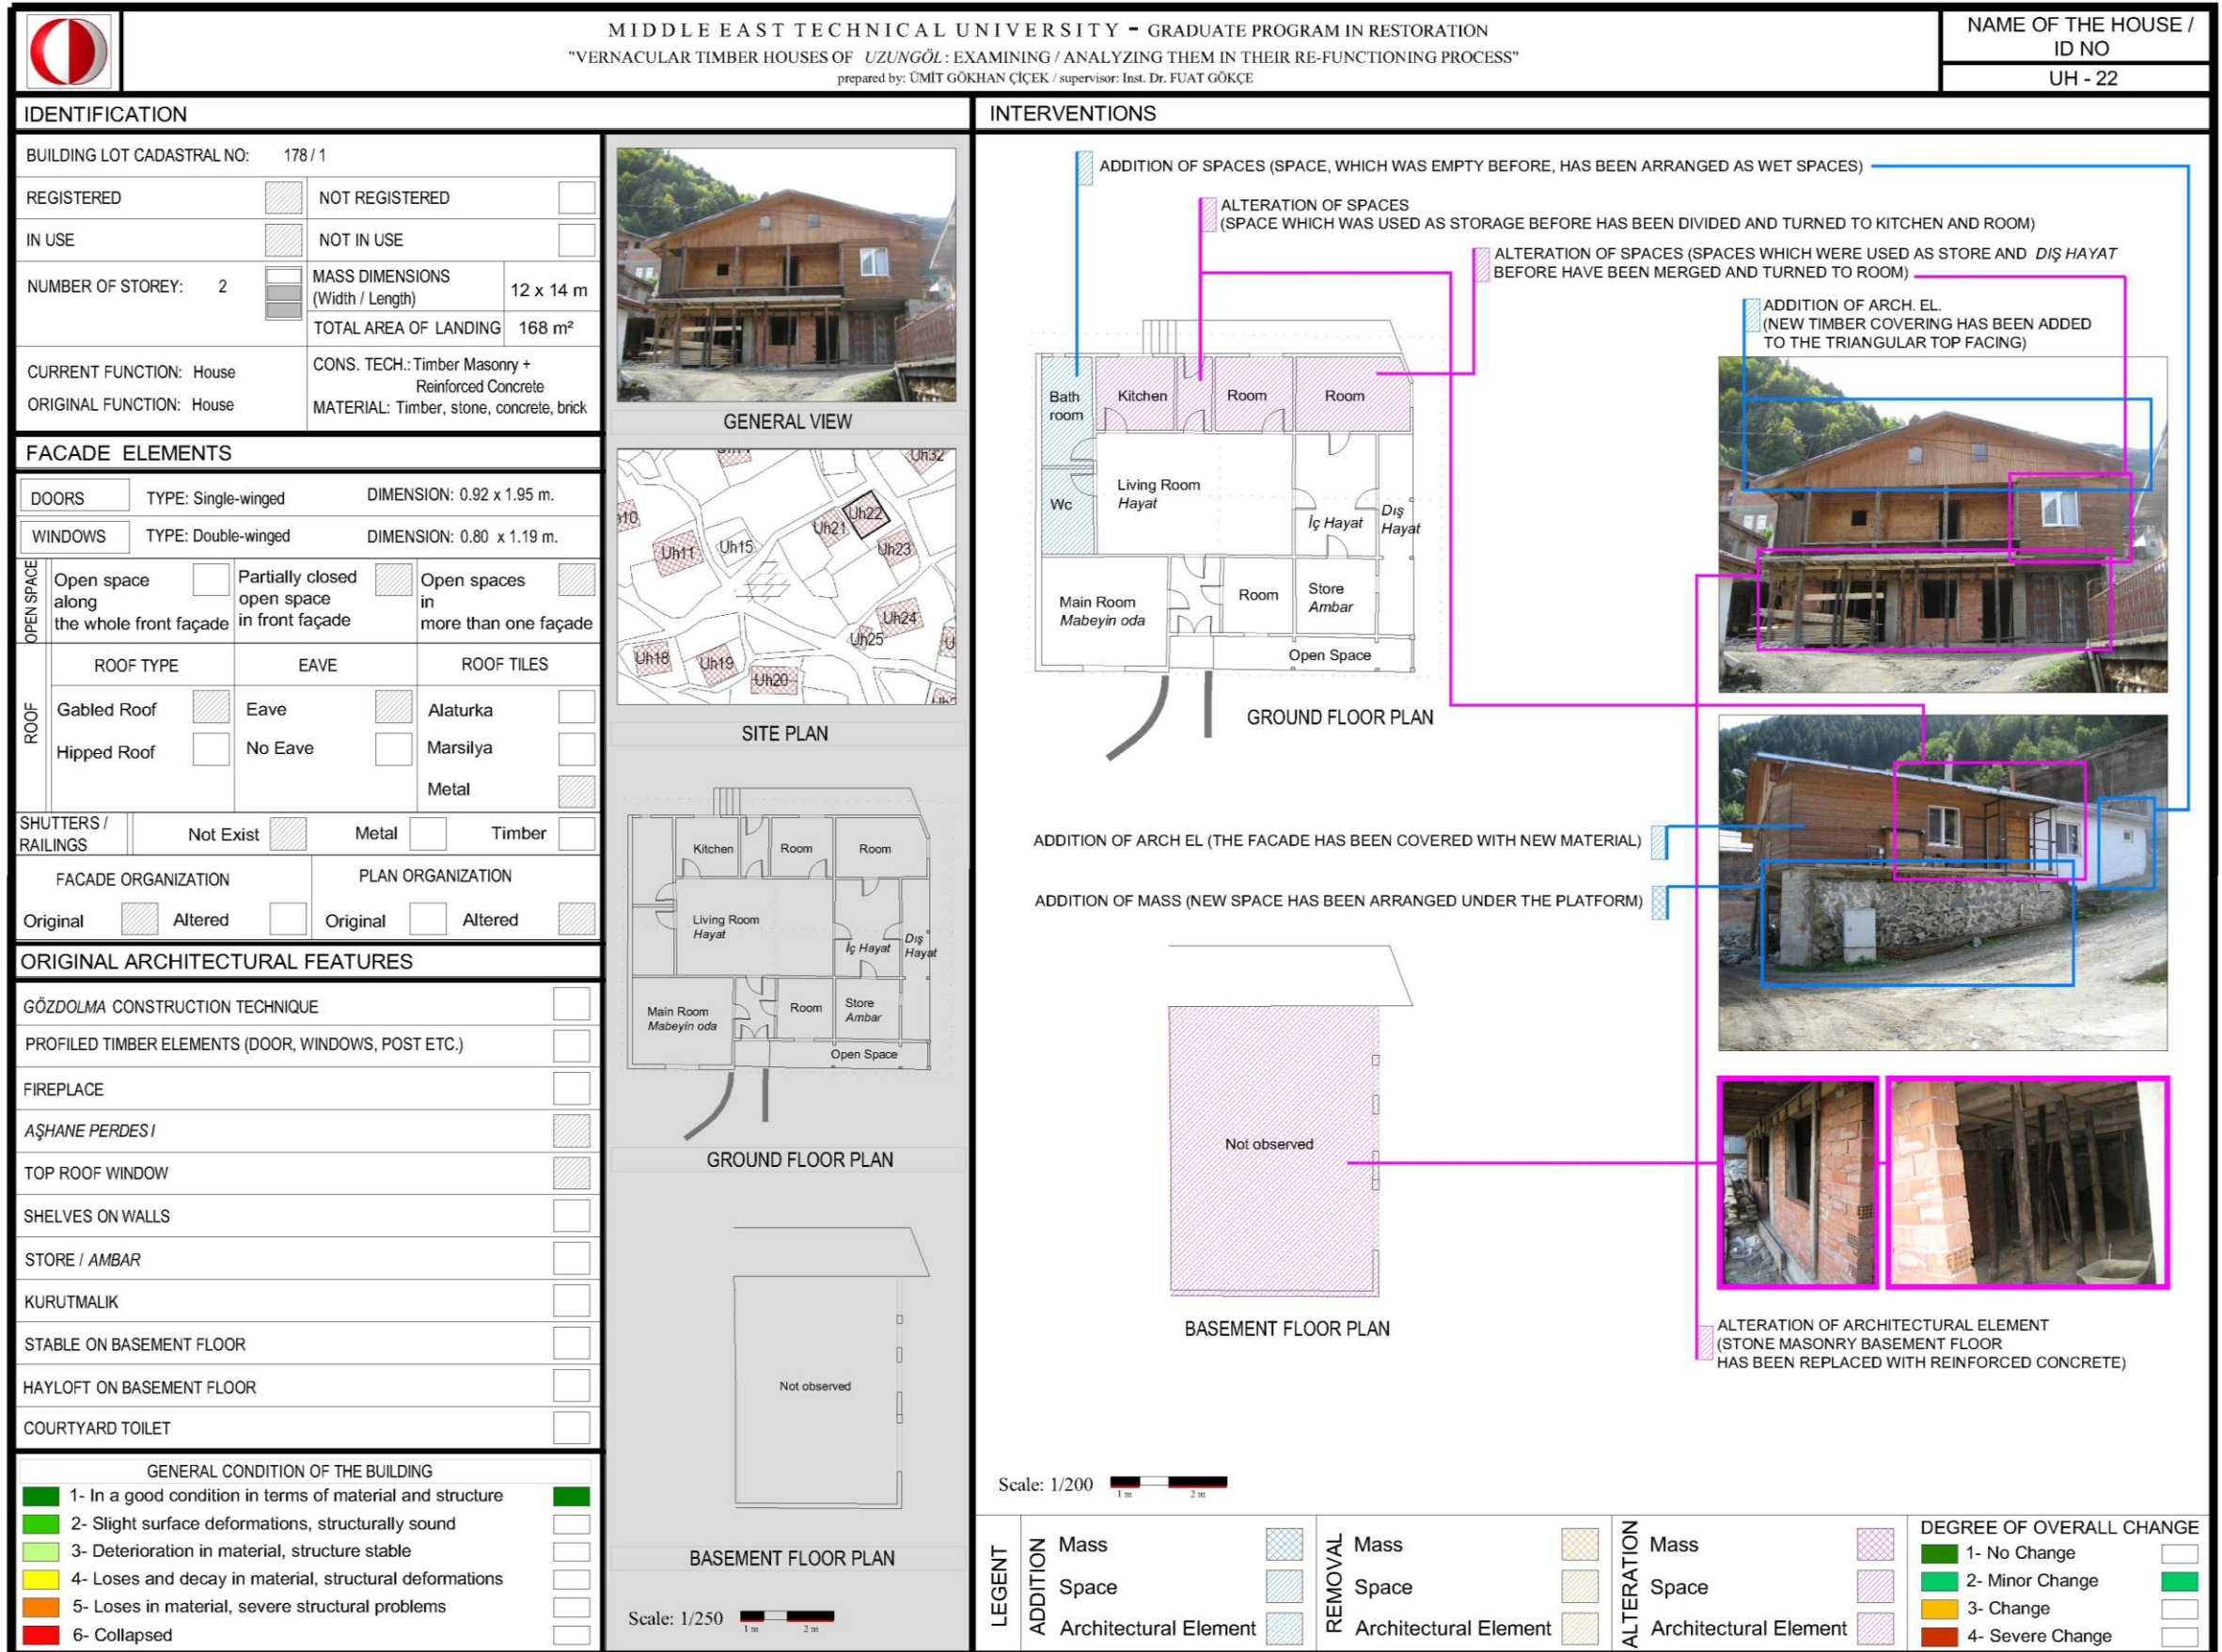 MIDDLE EAST TECHNICAL UNIVERSITY - GRADUATE PROGRAM IN RESTORATION
"VERNACULAR TIMBER HOUSES OF UZUNGÖL: EXAMINING / ANALYZING THEM IN THEIR RE-FUNCTIONING PROCESS"
prepared by: ÜMİT GÖKHAN ÇİÇEK / supervisor: Inst. Dr. FUAT GÖKÇE
NAME OF THE HOUSE /
ID NO
UH - 22
IDENTIFICATION
BUILDING LOT CADASTRAL NO: 178 / 1
REGISTERED
NOT REGISTERED
IN USE
NOT IN USE
NUMBER OF STOREY: 2
MASS DIMENSIONS
(Width / Length)
12 x 14 m
TOTAL AREA OF LANDING
168 m²
CURRENT FUNCTION: House
ORIGINAL FUNCTION: House
CONS. TECH.: Timber Masonry +
Reinforced Concrete
MATERIAL: Timber, stone, concrete, brick
FACADE ELEMENTS
DOORS
TYPE: Single-winged
DIMENSION: 0.92 x 1.95 m.
WINDOWS
TYPE: Double-winged
DIMENSION: 0.80 x 1.19 m.
OPEN SPACE
Open space
along
the whole front façade
Partially closed
open space
in front façade
Open spaces
in
more than one façade
ROOF
ROOF TYPE
EAVE
ROOF TILES
Gabled Roof
Eave
Alaturka
Hipped Roof
No Eave
Marsilya
Metal
SHUTTERS /
RAILINGS
Not Exist
Metal
Timber
FACADE ORGANIZATION
PLAN ORGANIZATION
Original
Altered
Original
Altered
ORIGINAL ARCHITECTURAL FEATURES
GÖZDOLMA CONSTRUCTION TECHNIQUE
PROFILED TIMBER ELEMENTS (DOOR, WINDOWS, POST ETC.)
FIREPLACE
AŞHANE PERDESI
TOP ROOF WINDOW
SHELVES ON WALLS
STORE / AMBAR
KURUTMALIK
STABLE ON BASEMENT FLOOR
HAYLOFT ON BASEMENT FLOOR
COURTYARD TOILET
GENERAL CONDITION OF THE BUILDING
1- In a good condition in terms of material and structure
2- Slight surface deformations, structurally sound
3- Deterioration in material, structure stable
4- Loses and decay in material, structural deformations
5- Loses in material, severe structural problems
6- Collapsed
GENERAL VIEW
Uh32
Uh22
Uh21
Uh15
Uh11
Uh23
Uh24
Uh25
Uh18
Uh19
Uh20
SITE PLAN
Kitchen
Room
Room
Living Room
Hayat
İç Hayat
Dış
Hayat
Main Room
Mabeyin oda
Room
Store
Ambar
Open Space
GROUND FLOOR PLAN
Not observed
BASEMENT FLOOR PLAN
Scale: 1/250
1 m
2 m
INTERVENTIONS
ADDITION OF SPACES (SPACE, WHICH WAS EMPTY BEFORE, HAS BEEN ARRANGED AS WET SPACES)
ALTERATION OF SPACES
(SPACE WHICH WAS USED AS STORAGE BEFORE HAS BEEN DIVIDED AND TURNED TO KITCHEN AND ROOM)
ALTERATION OF SPACES (SPACES WHICH WERE USED AS STORE AND DIŞ HAYAT
BEFORE HAVE BEEN MERGED AND TURNED TO ROOM)
ADDITION OF ARCH. EL.
(NEW TIMBER COVERING HAS BEEN ADDED
TO THE TRIANGULAR TOP FACING)
Bath
room
Kitchen
Room
Room
Living Room
Hayat
Wc
İç Hayat
Dış
Hayat
Main Room
Mabeyin oda
Room
Store
Ambar
Open Space
GROUND FLOOR PLAN
ADDITION OF ARCH EL (THE FACADE HAS BEEN COVERED WITH NEW MATERIAL)
ADDITION OF MASS (NEW SPACE HAS BEEN ARRANGED UNDER THE PLATFORM)
Not observed
BASEMENT FLOOR PLAN
ALTERATION OF ARCHITECTURAL ELEMENT
(STONE MASONRY BASEMENT FLOOR
HAS BEEN REPLACED WITH REINFORCED CONCRETE)
Scale: 1/200
1 m
2 m
LEGENT
ADDITION
Mass
Space
Architectural Element
REMOVAL
Mass
Space
Architectural Element
ALTERATION
Mass
Space
Architectural Element
DEGREE OF OVERALL CHANGE
1- No Change
2- Minor Change
3- Change
4- Severe Change